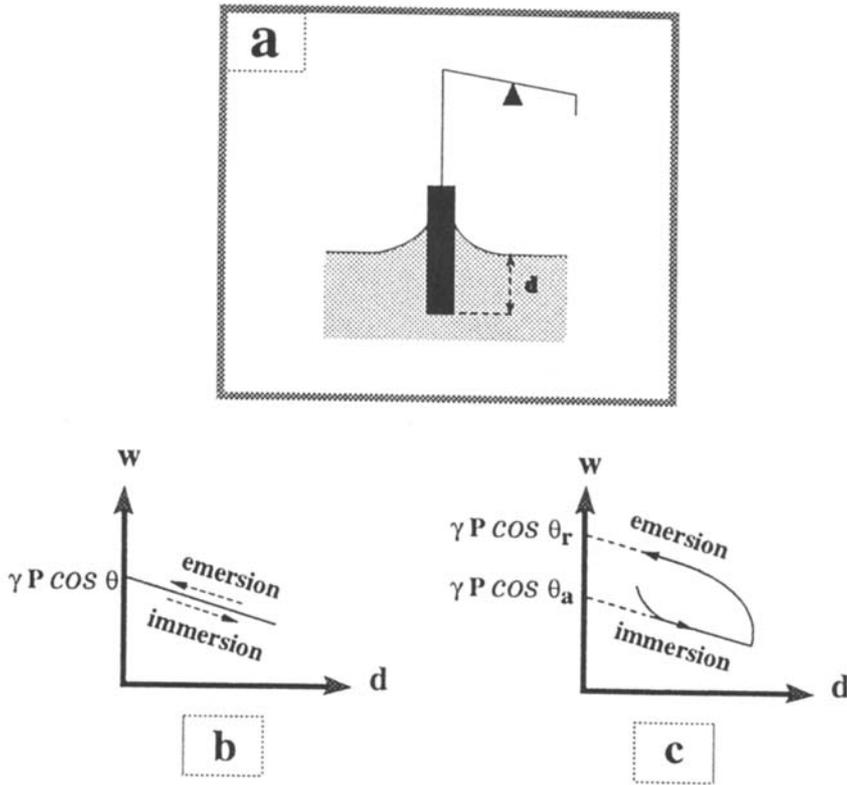 a
d
w
γ P COS θ
emersion
immersion
d
b
w
γ P COS θr
γ P COS θa
emersion
immersion
d
c